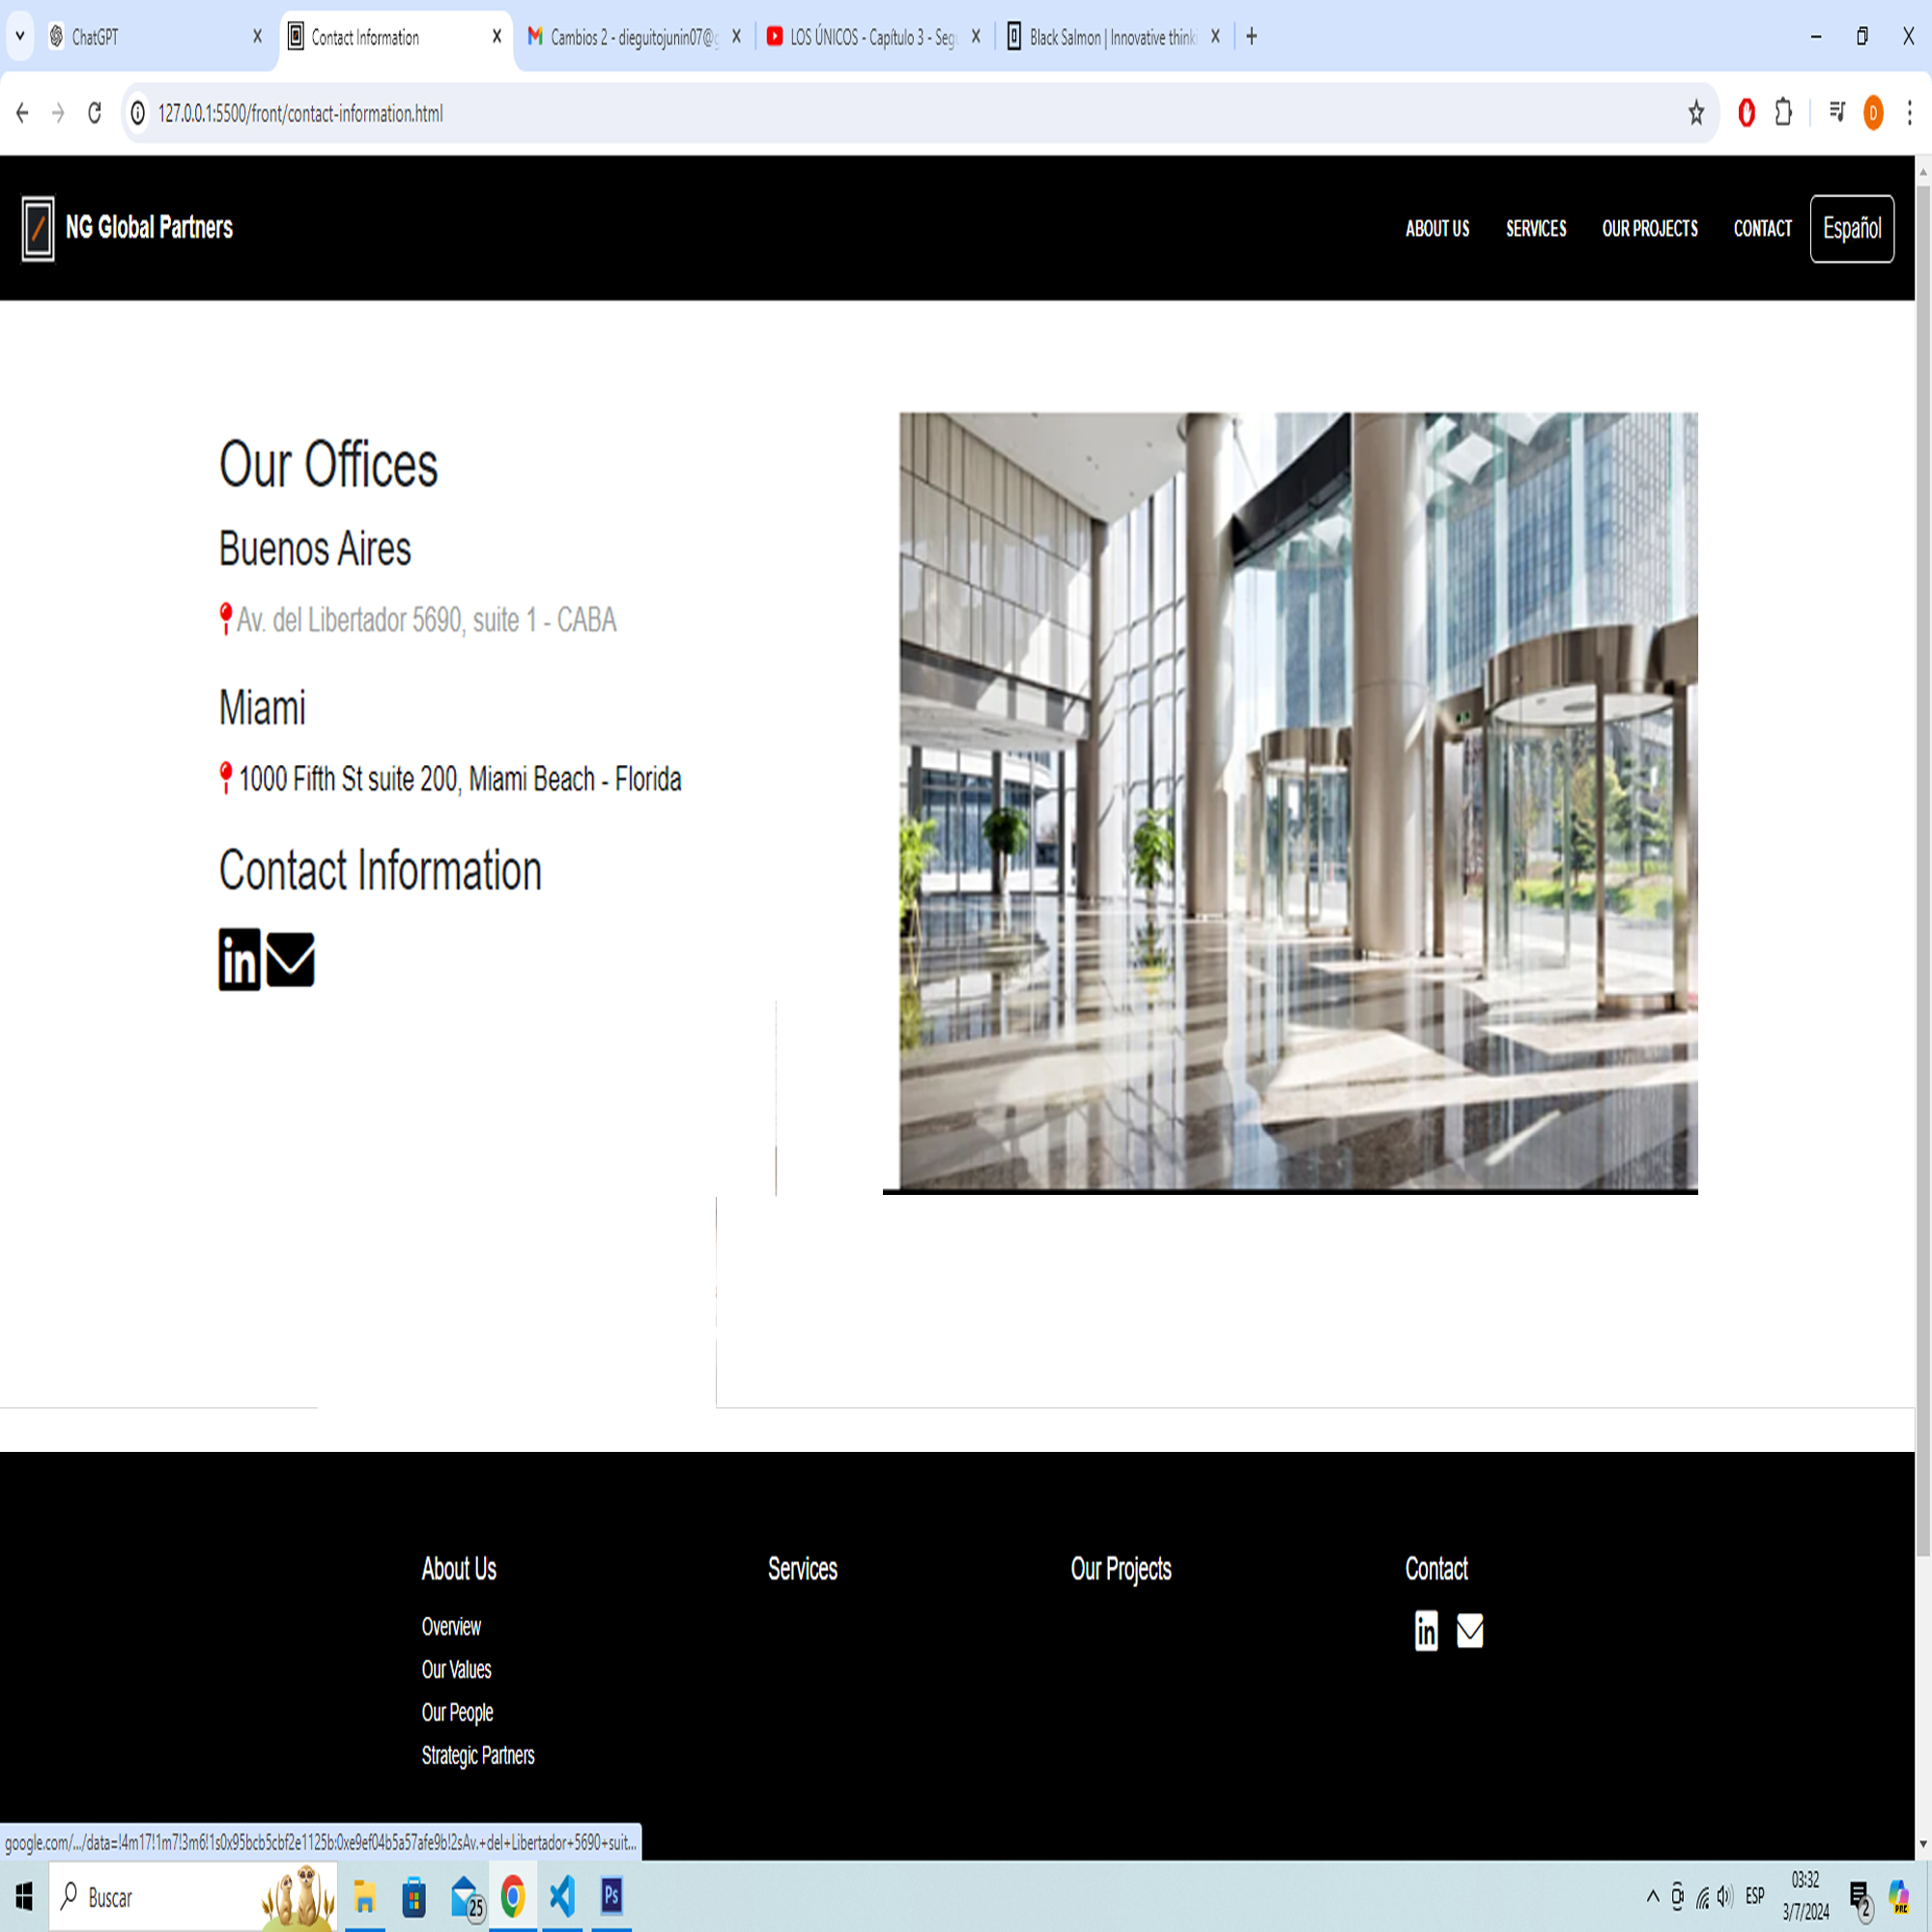 ChatGPT
Contact Information
Cambios 2 - dieguitojunin07@g
LOS ÚNICOS - Capítulo 3 - Seg
Black Salmon | Innovative think
127.0.0.1:5500/front/contact-information.html
D
NG Global Partners
ABOUT US
SERVICES
OUR PROJECTS
CONTACT
Español
Our Offices
Buenos Aires
Av. del Libertador 5690, suite 1 - CABA
Miami
1000 Fifth St suite 200, Miami Beach - Florida
Contact Information
in
About Us
Overview
Our Values
Our People
Strategic Partners
Services
Our Projects
Contact
in
google.com/.../data=!4m17!1m7!3m6!1s0x95bcb5cbf2e1125b:0xe9ef04b5a57afe9b!2sAv.+del+Libertador+5690+suit...
Buscar
25
Ps
ESP
03:32
3/7/2024
2
PRE